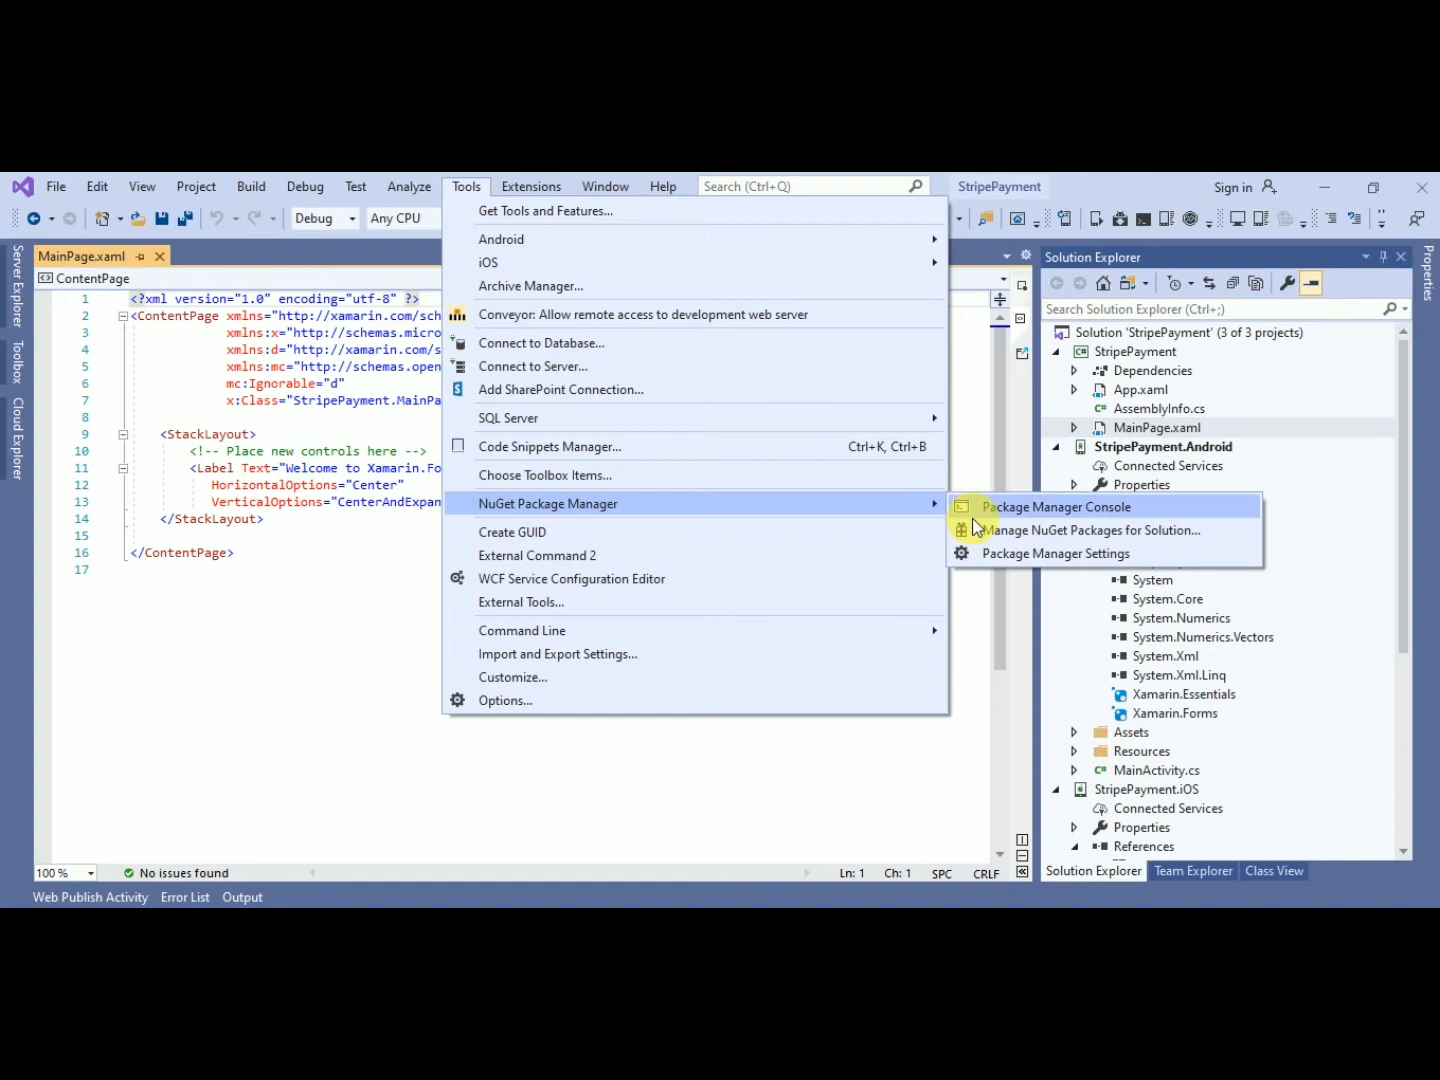 File Edit View Project Build Debug Test Analyze Tools Extensions Window Help Search (Ctrl+Q) StripePayment Sign in
Debug Any CPU
Get Tools and Features...
Android
iOS
Archive Manager...
Conveyor: Allow remote access to development web server
Connect to Database...
Connect to Server...
Add SharePoint Connection...
SQL Server
Code Snippets Manager... Ctrl+K, Ctrl+B
Choose Toolbox Items...
NuGet Package Manager
Create GUID
External Command 2
WCF Service Configuration Editor
External Tools...
Command Line
Import and Export Settings...
Customize...
Options...
Package Manager Console
Manage NuGet Packages for Solution...
Package Manager Settings
Server Explorer
Toolbox
Cloud Explorer
MainPage.xaml
ContentPage
1 <?xml version="1.0" encoding="utf-8" ?>
2 <ContentPage xmlns="http://xamarin.com/sch
3 xmlns:x="http://schemas.micro
4 xmlns:d="http://xamarin.com/s
5 xmlns:mc="http://schemas.open
6 mc:Ignorable="d"
7 x:Class="StripePayment.MainPa
8
9 <StackLayout>
10 <!-- Place new controls here -->
11 <Label Text="Welcome to Xamarin.Fo
12 HorizontalOptions="Center"
13 VerticalOptions="CenterAndExpan
14 </StackLayout>
15
16 </ContentPage>
17
100 % No issues found Ln: 1 Ch: 1 SPC CRLF
Web Publish Activity Error List Output
Solution Explorer
Search Solution Explorer (Ctrl+;)
Solution 'StripePayment' (3 of 3 projects)
StripePayment
Dependencies
App.xaml
AssemblyInfo.cs
MainPage.xaml
StripePayment.Android
Connected Services
Properties
System
System.Core
System.Numerics
System.Numerics.Vectors
System.Xml
System.Xml.Linq
Xamarin.Essentials
Xamarin.Forms
Assets
Resources
MainActivity.cs
StripePayment.iOS
Connected Services
Properties
References
Solution Explorer Team Explorer Class View
Properties